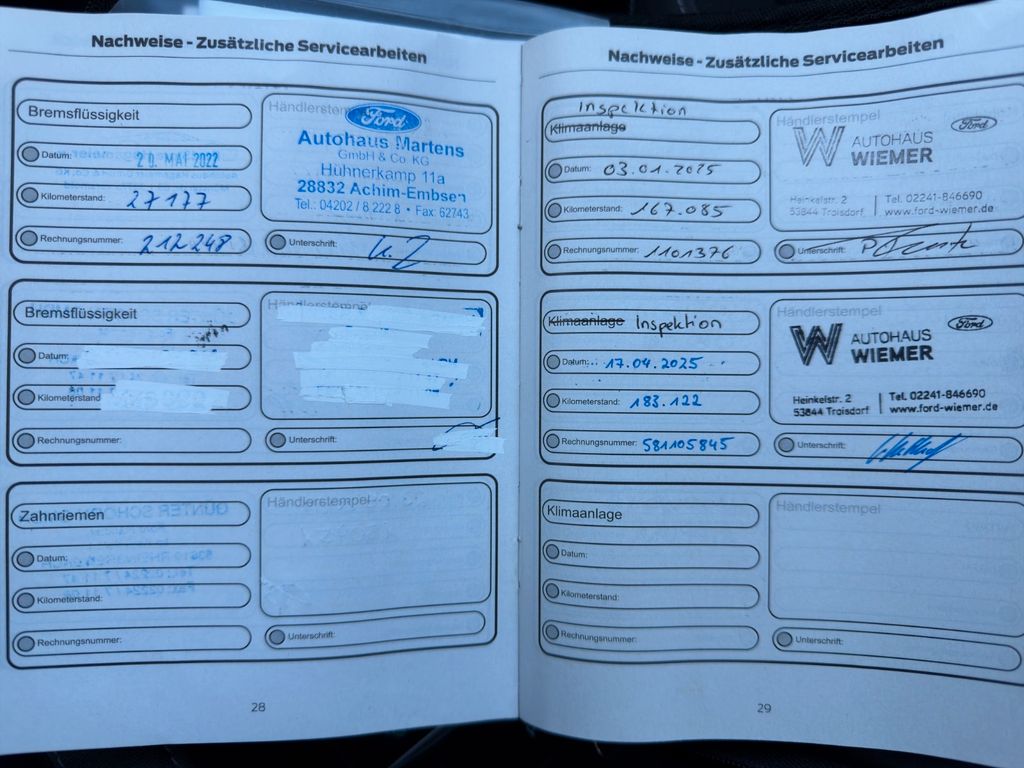 Nachweise - Zusätzliche Servicearbeiten
Bremsflüssigkeit
Händlerstem
Ford
Autohaus Martens
GmbH & Co. KG
Hühnerkamp 11a
28832 Achim-Embsen
Tel.: 04202 / 8 222 8 • Fax: 62743
Datum: 20. MAI 2022
Kilometerstand: 27177
Rechnungsnummer: 212 248
Unterschrift:
Bremsflüssigkeit
Händlerstempel
Datum:
Kilometerstand
Rechnungsnummer:
Unterschrift:
Zahnriemen
Händlerstempel
Datum:
Kilometerstand:
Rechnungsnummer:
Unterschrift:
28
Nachweise - Zusätzliche Servicearbeiten
Inspektion
Klimaanlage
Händlerstempel
Ford
W AUTOHAUS
WIEMER
Heinkelstr. 2
53844 Troisdorf
Tel. 02241-846690
www.ford-wiemer.de
Datum: 03.01.2025
Kilometerstand: 167.085
Rechnungsnummer: 1101376
Unterschrift:
Klimaanlage Inspektion
Händlerstempel
Ford
W AUTOHAUS
WIEMER
Heinkelstr. 2
53844 Troisdorf
Tel. 02241-846690
www.ford-wiemer.de
Datum: 17.04.2025
Kilometerstand: 183.122
Rechnungsnummer: 581105845
Unterschrift:
Klimaanlage
Händlerstempel
Datum:
Kilometerstand:
Rechnungsnummer:
Unterschrift:
29